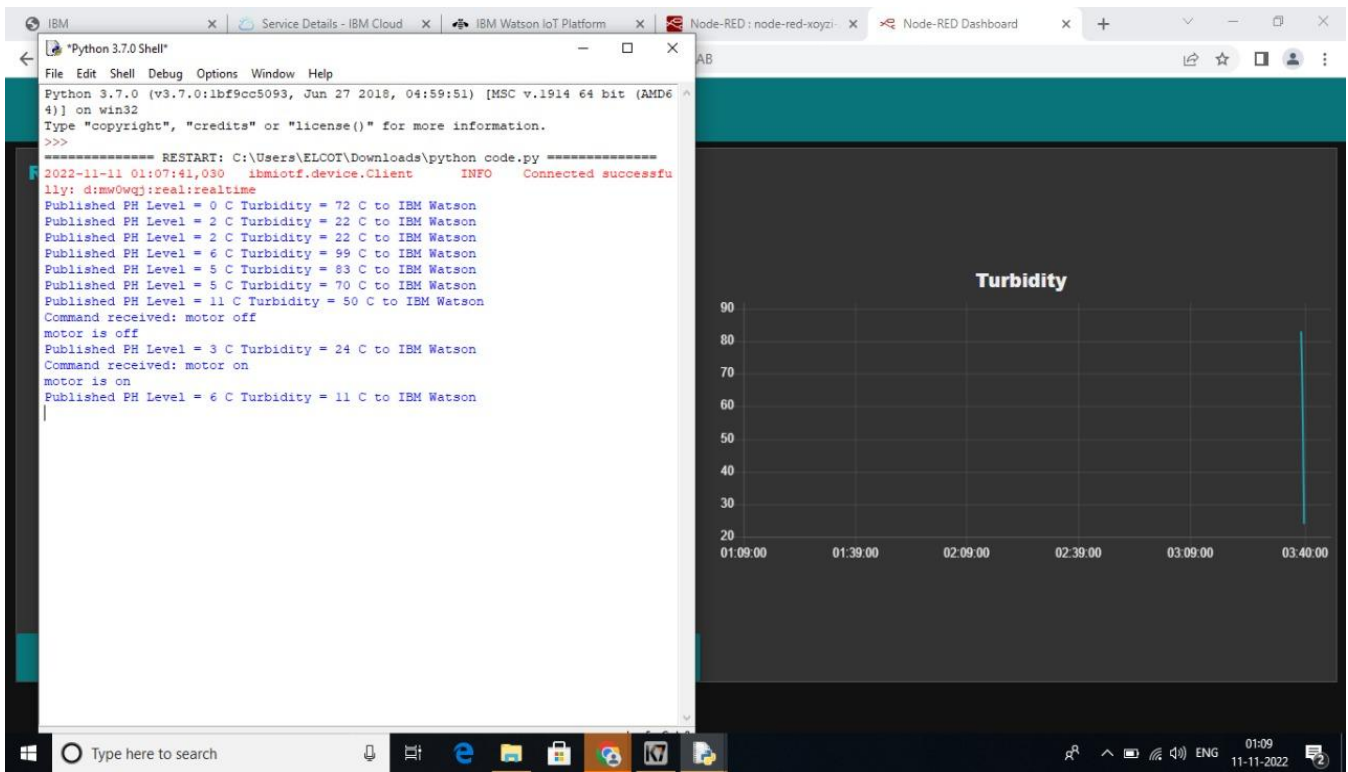 IBM
Service Details - IBM Cloud
IBM Watson IoT Platform
Node-RED : node-red-xoyzi-
Node-RED Dashboard
*Python 3.7.0 Shell*
AB
File Edit Shell Debug Options Window Help
Python 3.7.0 (v3.7.0:1bf9cc5093, Jun 27 2018, 04:59:51) [MSC v.1914 64 bit (AMD6
4)] on win32
Type "copyright", "credits" or "license()" for more information.
>>>
============== RESTART: C:\Users\ELCOT\Downloads\python code.py ==============
2022-11-11 01:07:41,030 ibmiotf.device.Client INFO Connected successfu
lly: d:mw0wqj:real:realtime
Published PH Level = 0 C Turbidity = 72 C to IBM Watson
Published PH Level = 2 C Turbidity = 22 C to IBM Watson
Published PH Level = 2 C Turbidity = 22 C to IBM Watson
Published PH Level = 6 C Turbidity = 99 C to IBM Watson
Published PH Level = 5 C Turbidity = 83 C to IBM Watson
Published PH Level = 5 C Turbidity = 70 C to IBM Watson
Published PH Level = 11 C Turbidity = 50 C to IBM Watson
Command received: motor off
motor is off
Published PH Level = 3 C Turbidity = 24 C to IBM Watson
Command received: motor on
motor is on
Published PH Level = 6 C Turbidity = 11 C to IBM Watson
Turbidity
90
80
70
60
50
40
30
20
01:09:00 01:39:00 02:09:00 02:39:00 03:09:00 03:40:00
Type here to search
ENG
01:09
11-11-2022
2